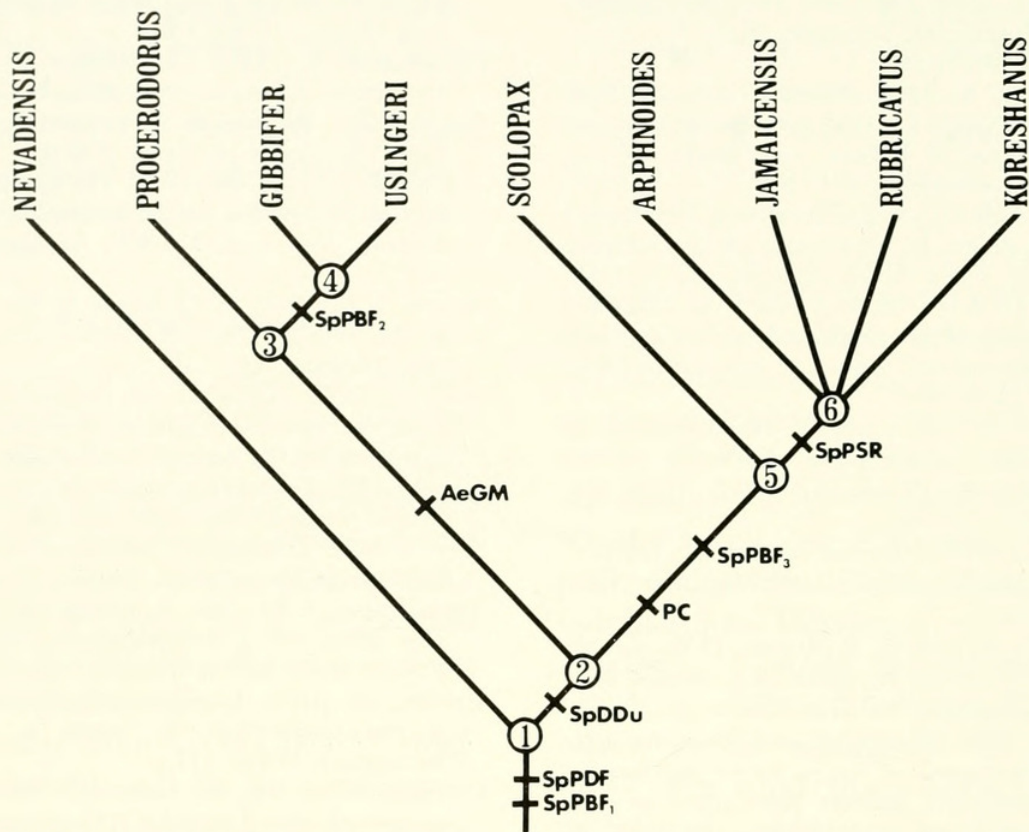 NEVADENSIS
PROCERODORUS
GIBBIFER
USINGERI
SCOLOPAX
ARPHNOIDES
JAMAICENSIS
RUBRICATUS
KORESHANUS
4
SpPBF₂
3
6
SpPSR
5
AeGM
SpPBF₃
PC
2
SpDDu
1
SpPDF
SpPBF₁